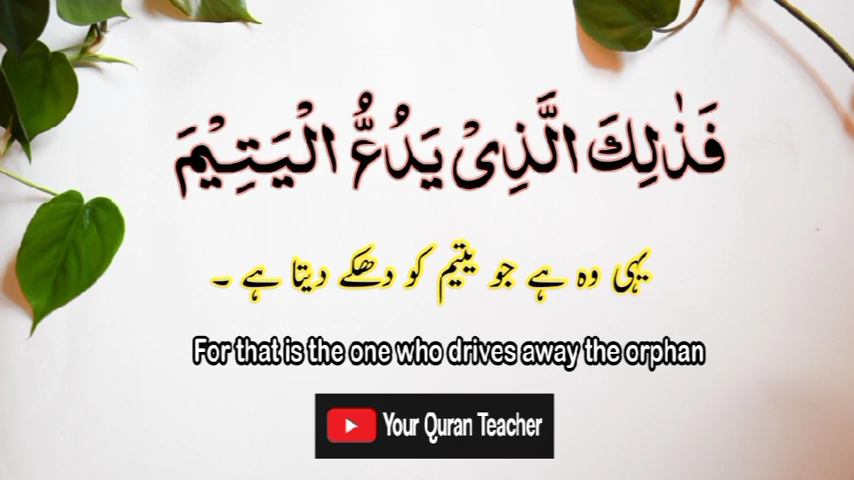 فَذٰلِكَ الَّذِىْ يَدُعُّ الْيَتِيْمَ
یہی وہ ہے جو یتیم کو دھکے دیتا ہے ۔
For that is the one who drives away the orphan
Your Quran Teacher